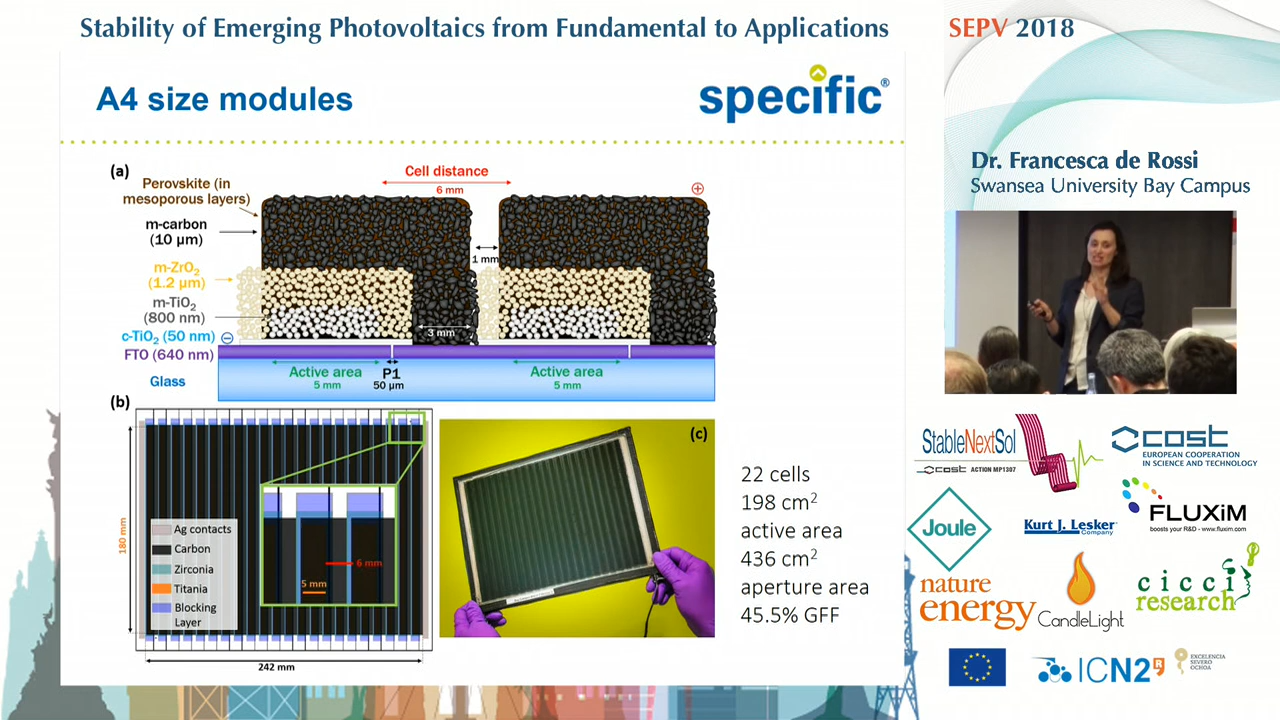 Stability of Emerging Photovoltaics from Fundamental to Applications
SEPV 2018
A4 size modules
specific®
(a)
Cell distance
6 mm
Perovskite (in
mesoporous layers)
m-carbon
(10 µm)
1 mm
m-ZrO2
(1.2 µm)
m-TiO2
(800 nm)
3 mm
c-TiO2 (50 nm)
FTO (640 nm)
Glass
Active area
5 mm
P1
50 µm
Active area
5 mm
(b)
180 mm
Ag contacts
Carbon
Zirconia
Titania
Blocking
Layer
6 mm
5 mm
242 mm
(c)
22 cells
198 cm2
active area
436 cm2
aperture area
45.5% GFF
Dr. Francesca de Rossi
Swansea University Bay Campus
StableNextSol
cost ACTION MP1307
cost
EUROPEAN COOPERATION
IN SCIENCE AND TECHNOLOGY
Joule
Kurt J. Lesker
Company
FLUXiM
boosts your R&D - www.fluxim.com
nature
energy
CandleLight
cicci
research
ICN2
EXCELENCIA
SEVERO
OCHOA